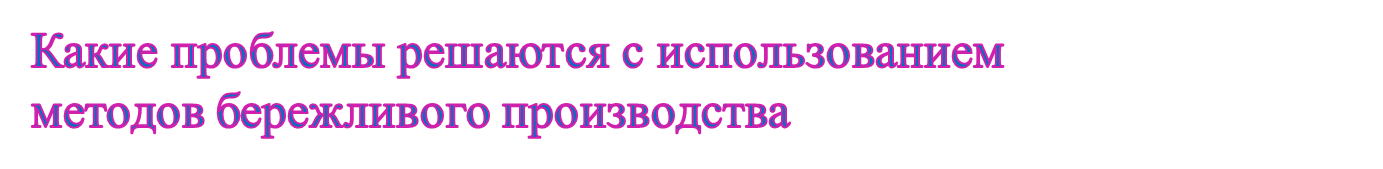 Какие проблемы решаются с использованием
методов бережливого производства